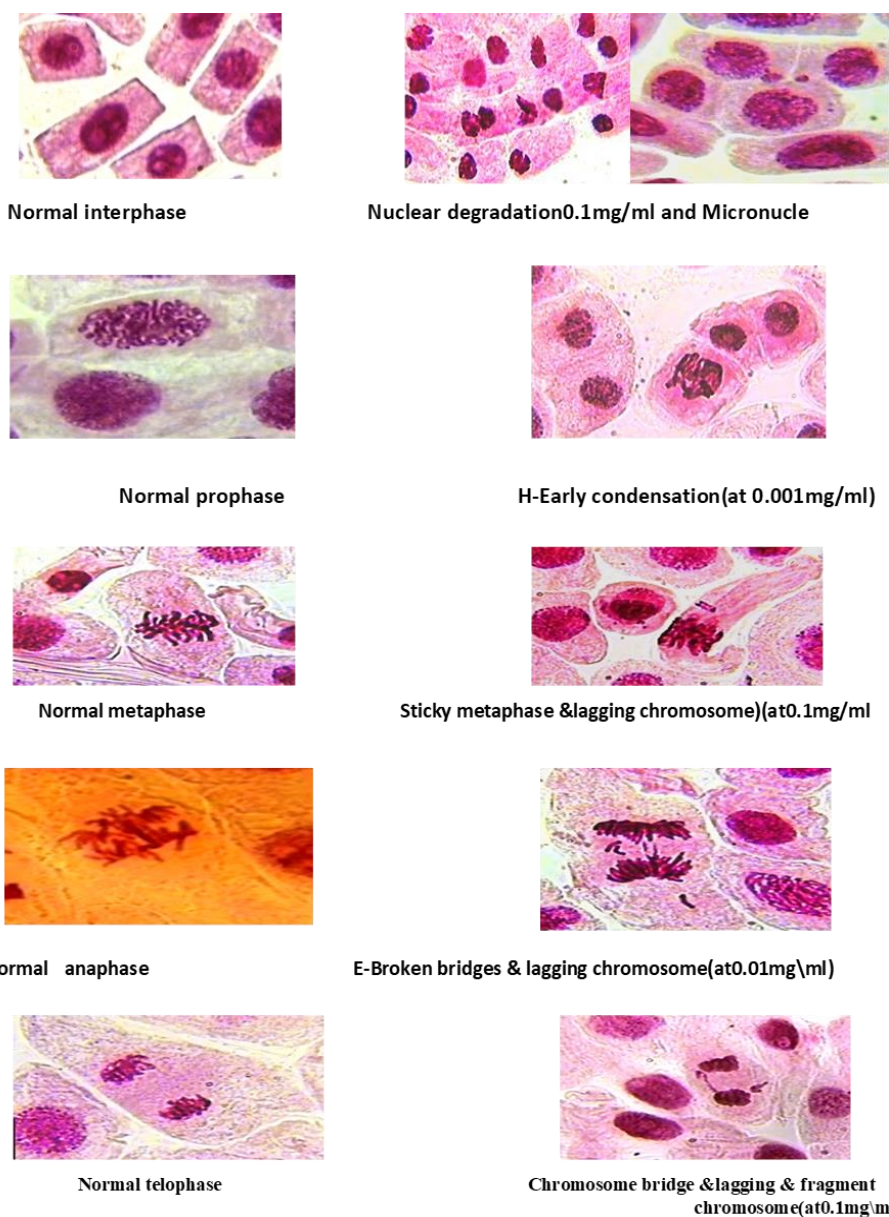 Normal interphase
Nuclear degradation0.1mg/ml and Micronucle
Normal prophase
H-Early condensation(at 0.001mg/ml)
Normal metaphase
Sticky metaphase &lagging chromosome)(at0.1mg/ml
ormal anaphase
E-Broken bridges & lagging chromosome(at0.01mg\ml)
Normal telophase
Chromosome bridge &lagging & fragment
chromosome(at0.1mg\m